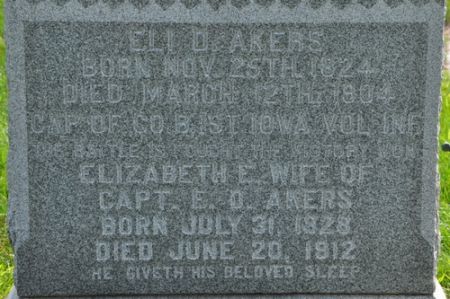 ELI D. AKERS
BORN NOV. 25TH, 1824
DIED MARCH 12TH, 1904
CAP. OF CO. B, 1ST IOWA VOL. INF.
THE BATTLE IS THE VICTORY WON
ELIZABETH E. WIFE OF
CAPT. E. D. AKERS
BORN JULY 31, 1828
DIED JUNE 20, 1912
HE GIVETH HIS BELOVED SLEEP